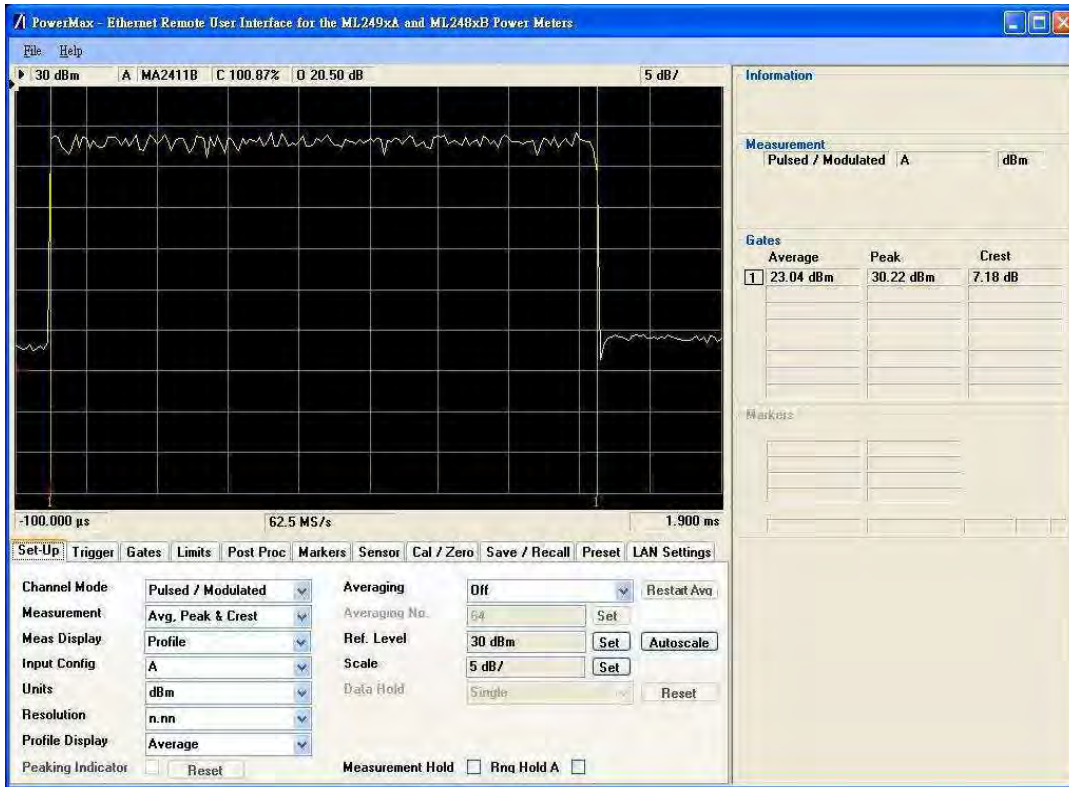 PowerMax - Ethernet Remote User Interface for the ML249xA and ML248xB Power Meters
File Help
30 dBm A MA2411B C 100.87% O 20.50 dB 5 dB/
1 1
-100.000 µs 62.5 MS/s 1.900 ms
Set-Up Trigger Gates Limits Post Proc Markers Sensor Cal / Zero Save / Recall Preset LAN Settings
Channel Mode Pulsed / Modulated Averaging Off Restart Avg
Measurement Avg, Peak & Crest Averaging No. 64 Set
Meas Display Profile Ref. Level 30 dBm Set Autoscale
Input Config A Scale 5 dB/ Set
Units dBm Data Hold Single Reset
Resolution n.nn
Profile Display Average
Peaking Indicator Reset Measurement Hold Rng Hold A
Information
Measurement
Pulsed / Modulated A dBm
Gates
Average Peak Crest
1 23.04 dBm 30.22 dBm 7.18 dB
Markers